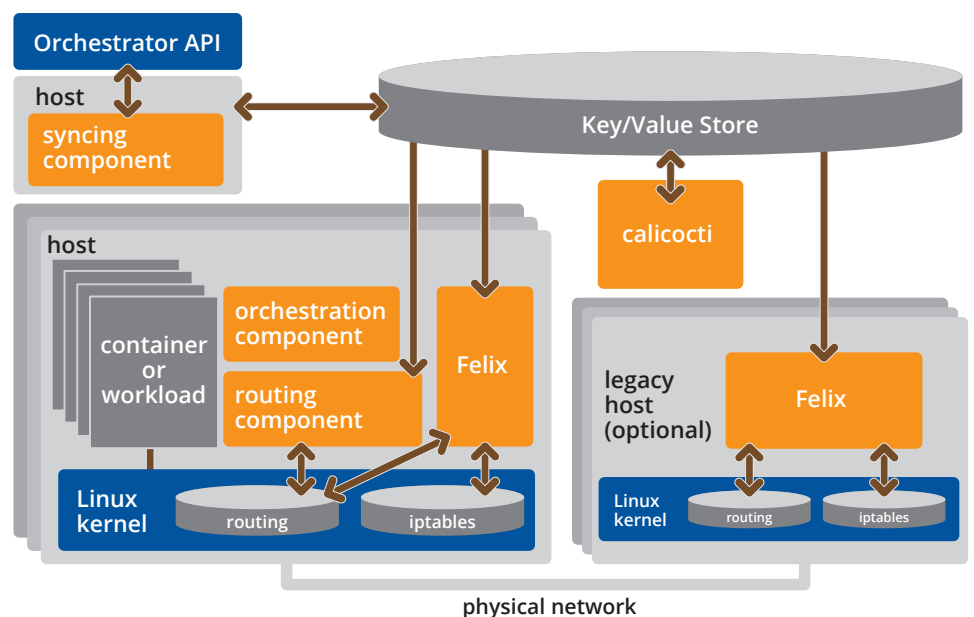 Orchestrator API
host
syncing
component
Key/Value Store
calicocti
host
container
or
workload
orchestration
component
routing
component
Felix
Linux
kernel
routing
iptables
legacy
host
(optional)
Felix
Linux
kernel
routing
iptables
physical network